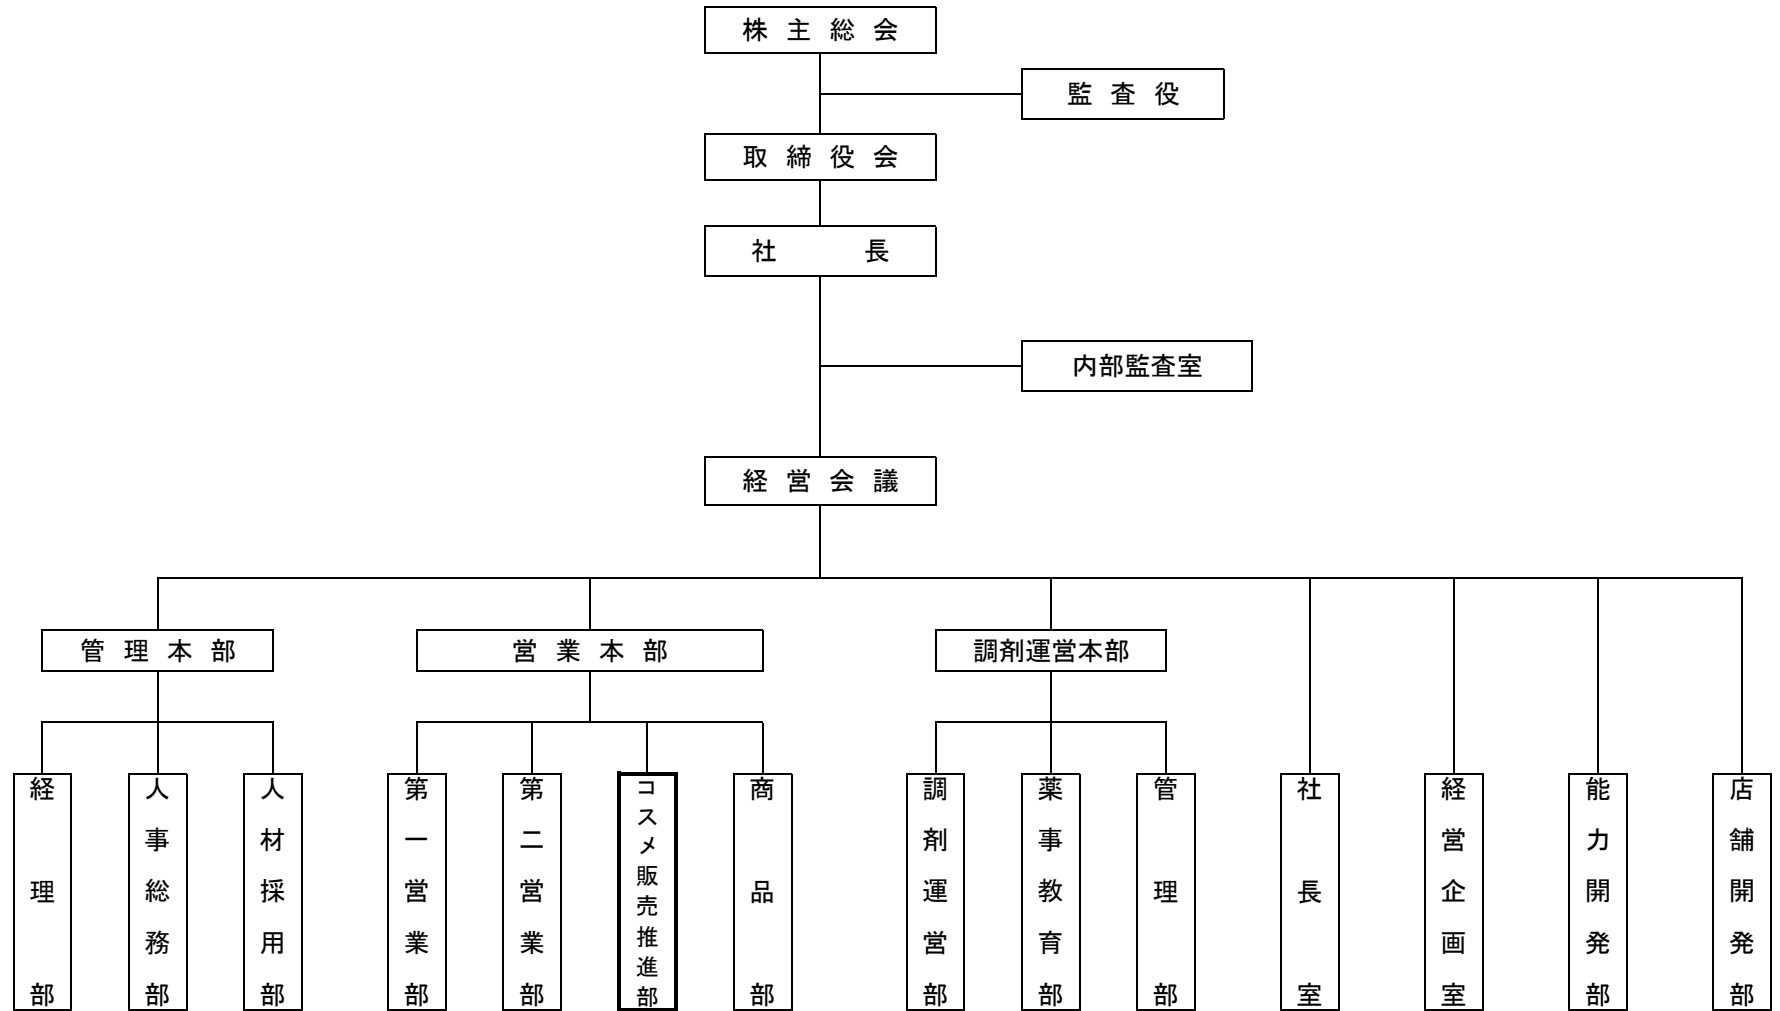 株主総会
監査役
取締役会
社長
内部監査室
経営会議
管理本部
営業本部
調剤運営本部
経理部
人事総務部
人材採用部
第一営業部
第二営業部
コスメ販売推進部
商品部
調剤運営部
薬事教育部
管理部
社長室
経営企画室
能力開発部
店舗開発部